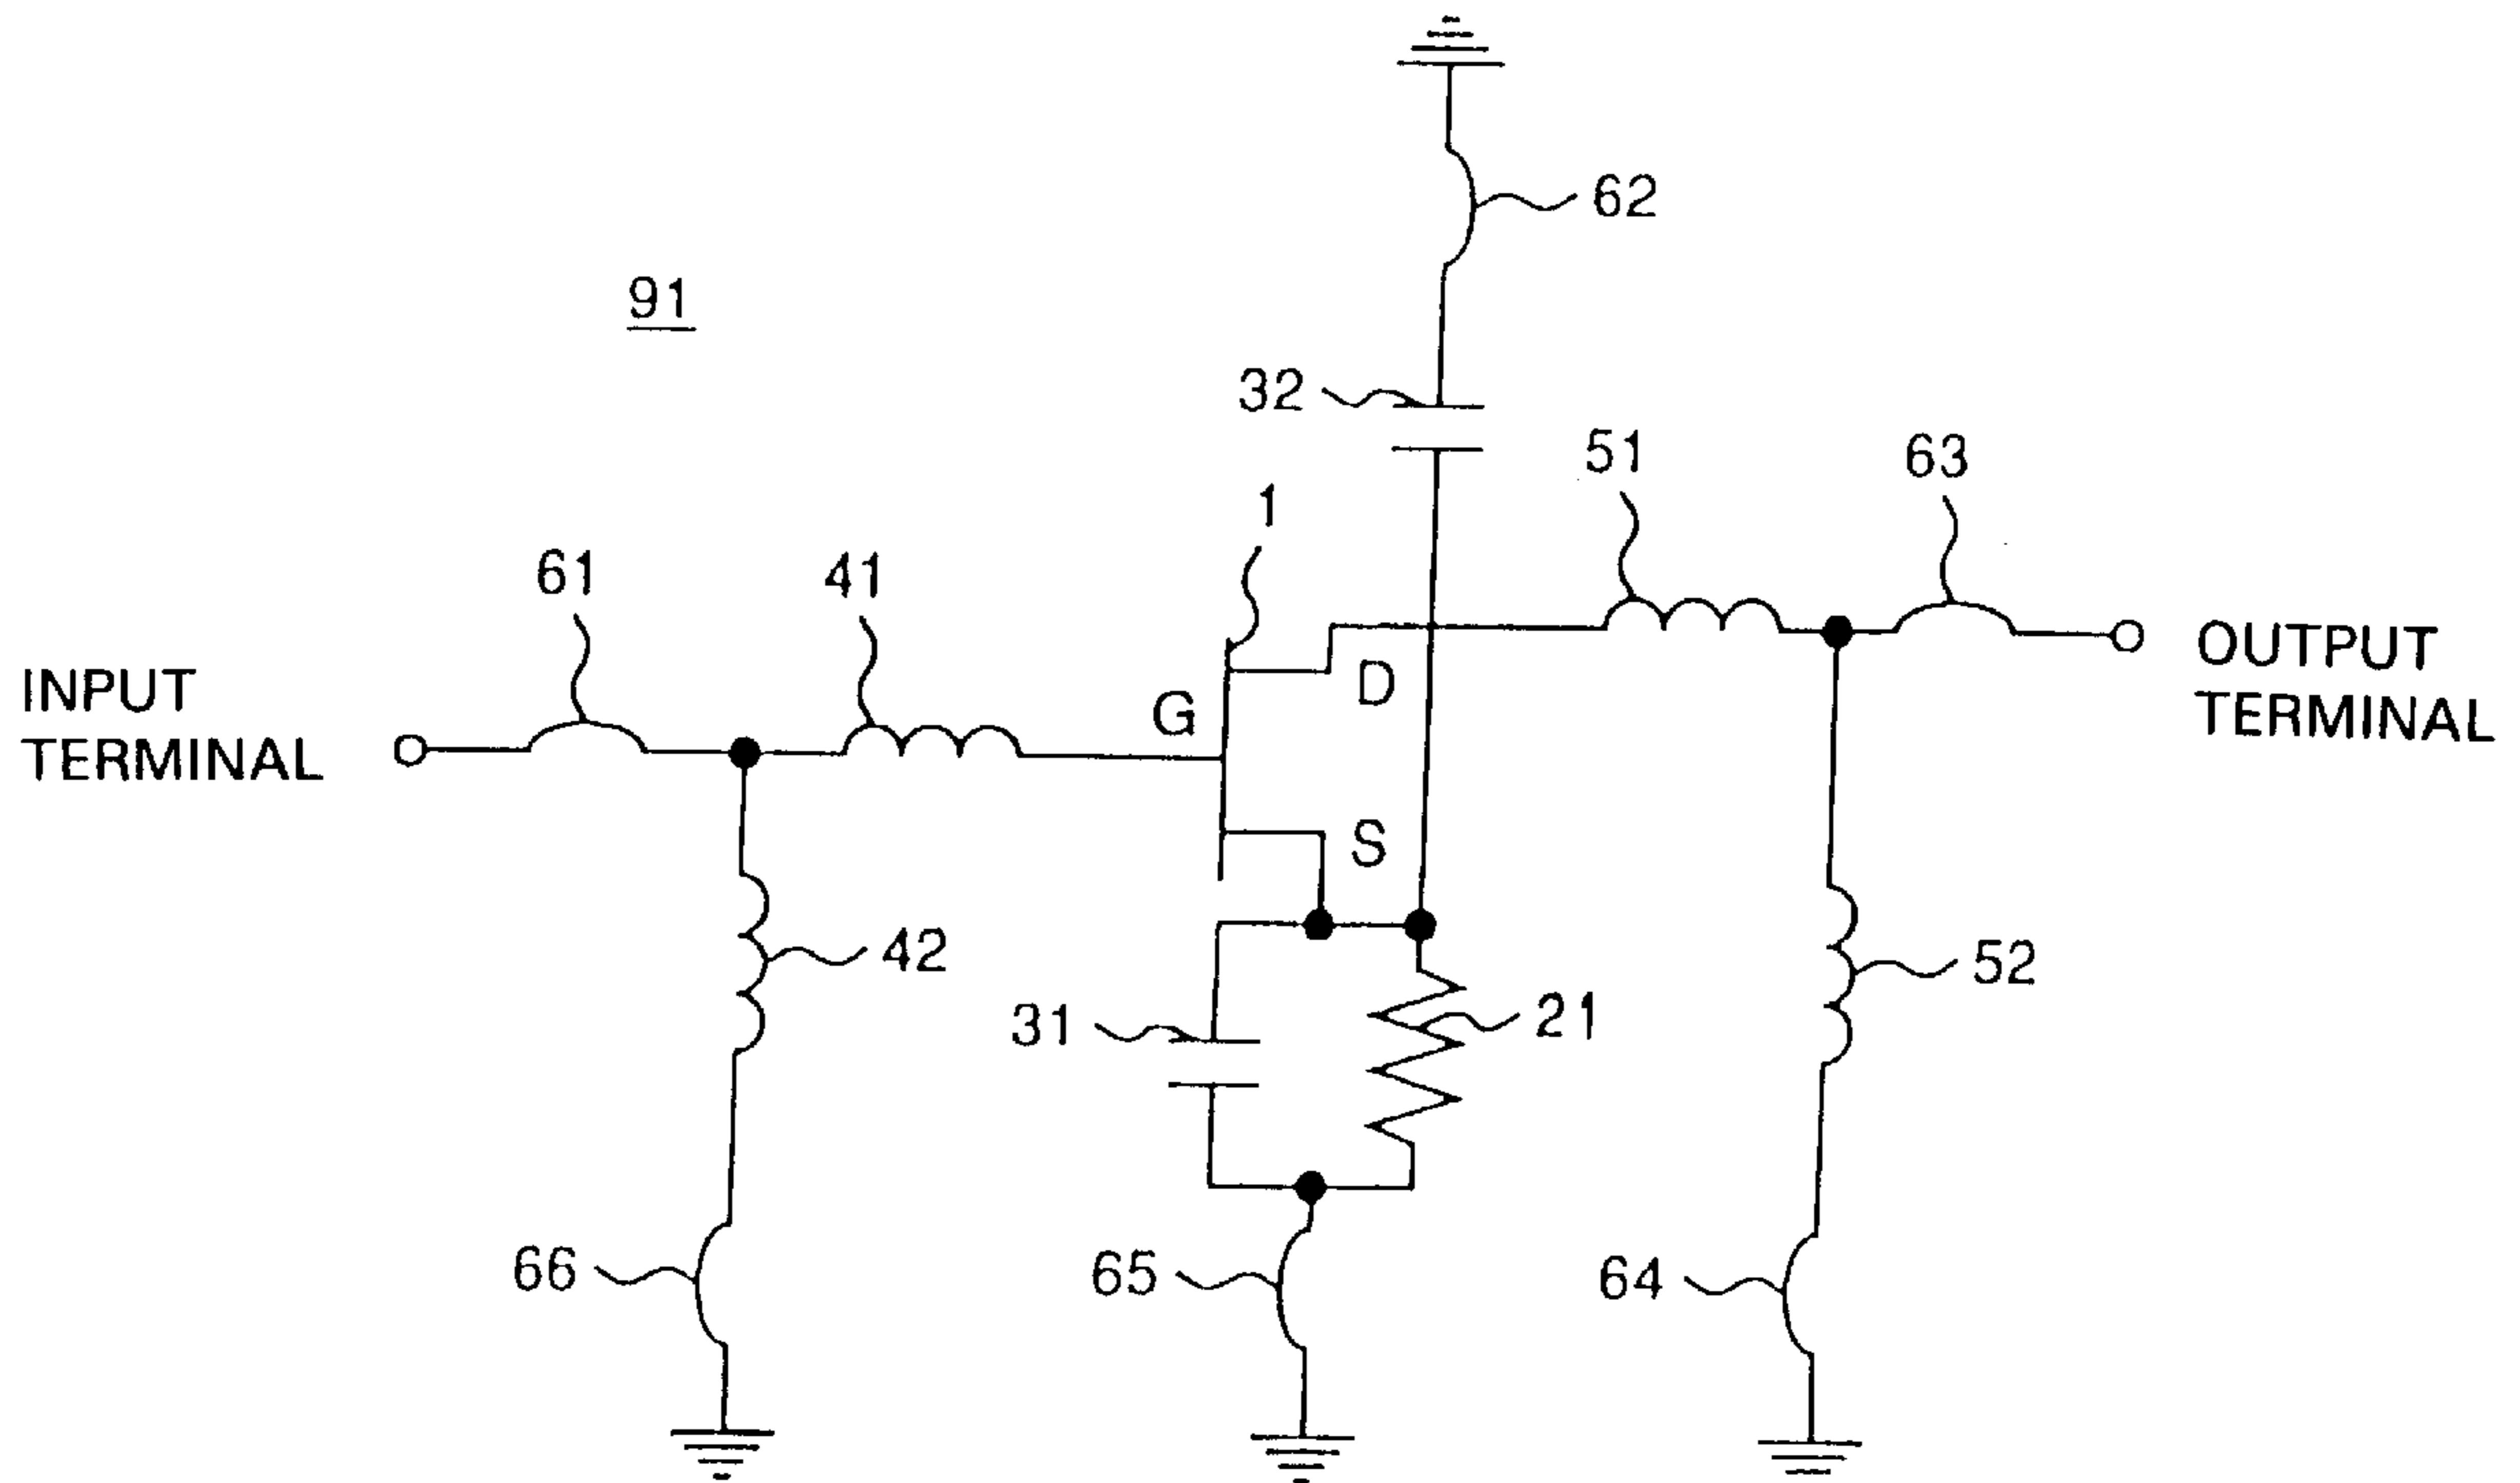 62
91
32
51
63
1
61
41
INPUT
TERMINAL
G
D
OUTPUT
TERMINAL
S
42
52
31
21
66
65
64